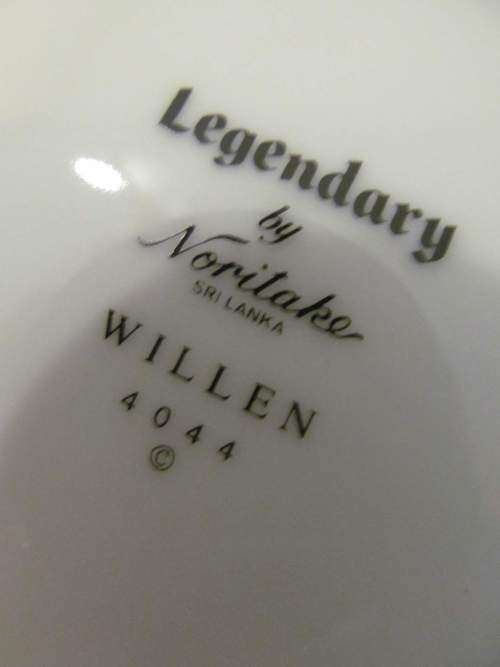 Legendary
by
Noritake
SRI LANKA
WILLEN
4044
©